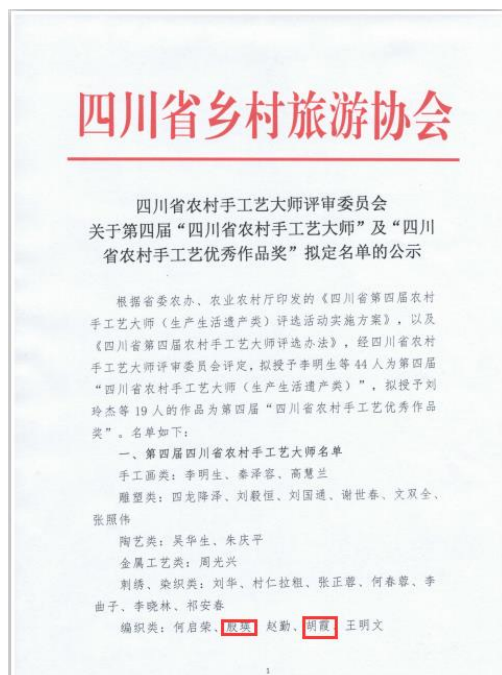 四川省乡村旅游协会
四川省农村手工艺大师评审委员会
关于第四届“四川省农村手工艺大师”及“四川
省农村手工艺优秀作品奖”拟定名单的公示
根据省委农办、农业农村厅印发的《四川省第四届农村
手工艺大师（生产生活遗产类）评选活动实施方案》，以及
《四川省第四届农村手工艺大师评选办法》，经四川省农村
手工艺大师评审委员会评定，拟授予李明生等44人为第四届
“四川省农村手工艺大师（生产生活遗产类）”，拟授予刘
玲杰等19人的作品为第四届“四川省农村手工艺优秀作品
奖”。名单如下：
一、第四届四川省农村手工艺大师名单
手工画类：李明生、秦泽容、高慧兰
雕塑类：四龙降泽、刘毅恒、刘国通、谢世春、文双全、
张照伟
陶艺类：吴华生、朱庆平
金属工艺类：周光兴
刺绣、染织类：刘华、村仁拉粗、张正蓉、何春蓉、李
曲子、李晓林、祁安春
编织类：何启荣、殷瑛、赵勤、胡霞、王明文
1